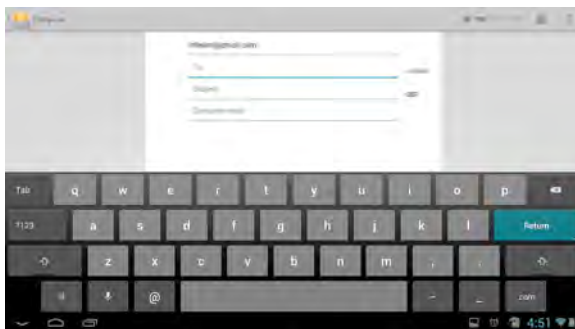 Compose
To
Subject
Compose email
Tab q w e r t y u i o p
?123 a s d f g h j k l Return
z x c v b n m , .
@ - _ .com
4:51